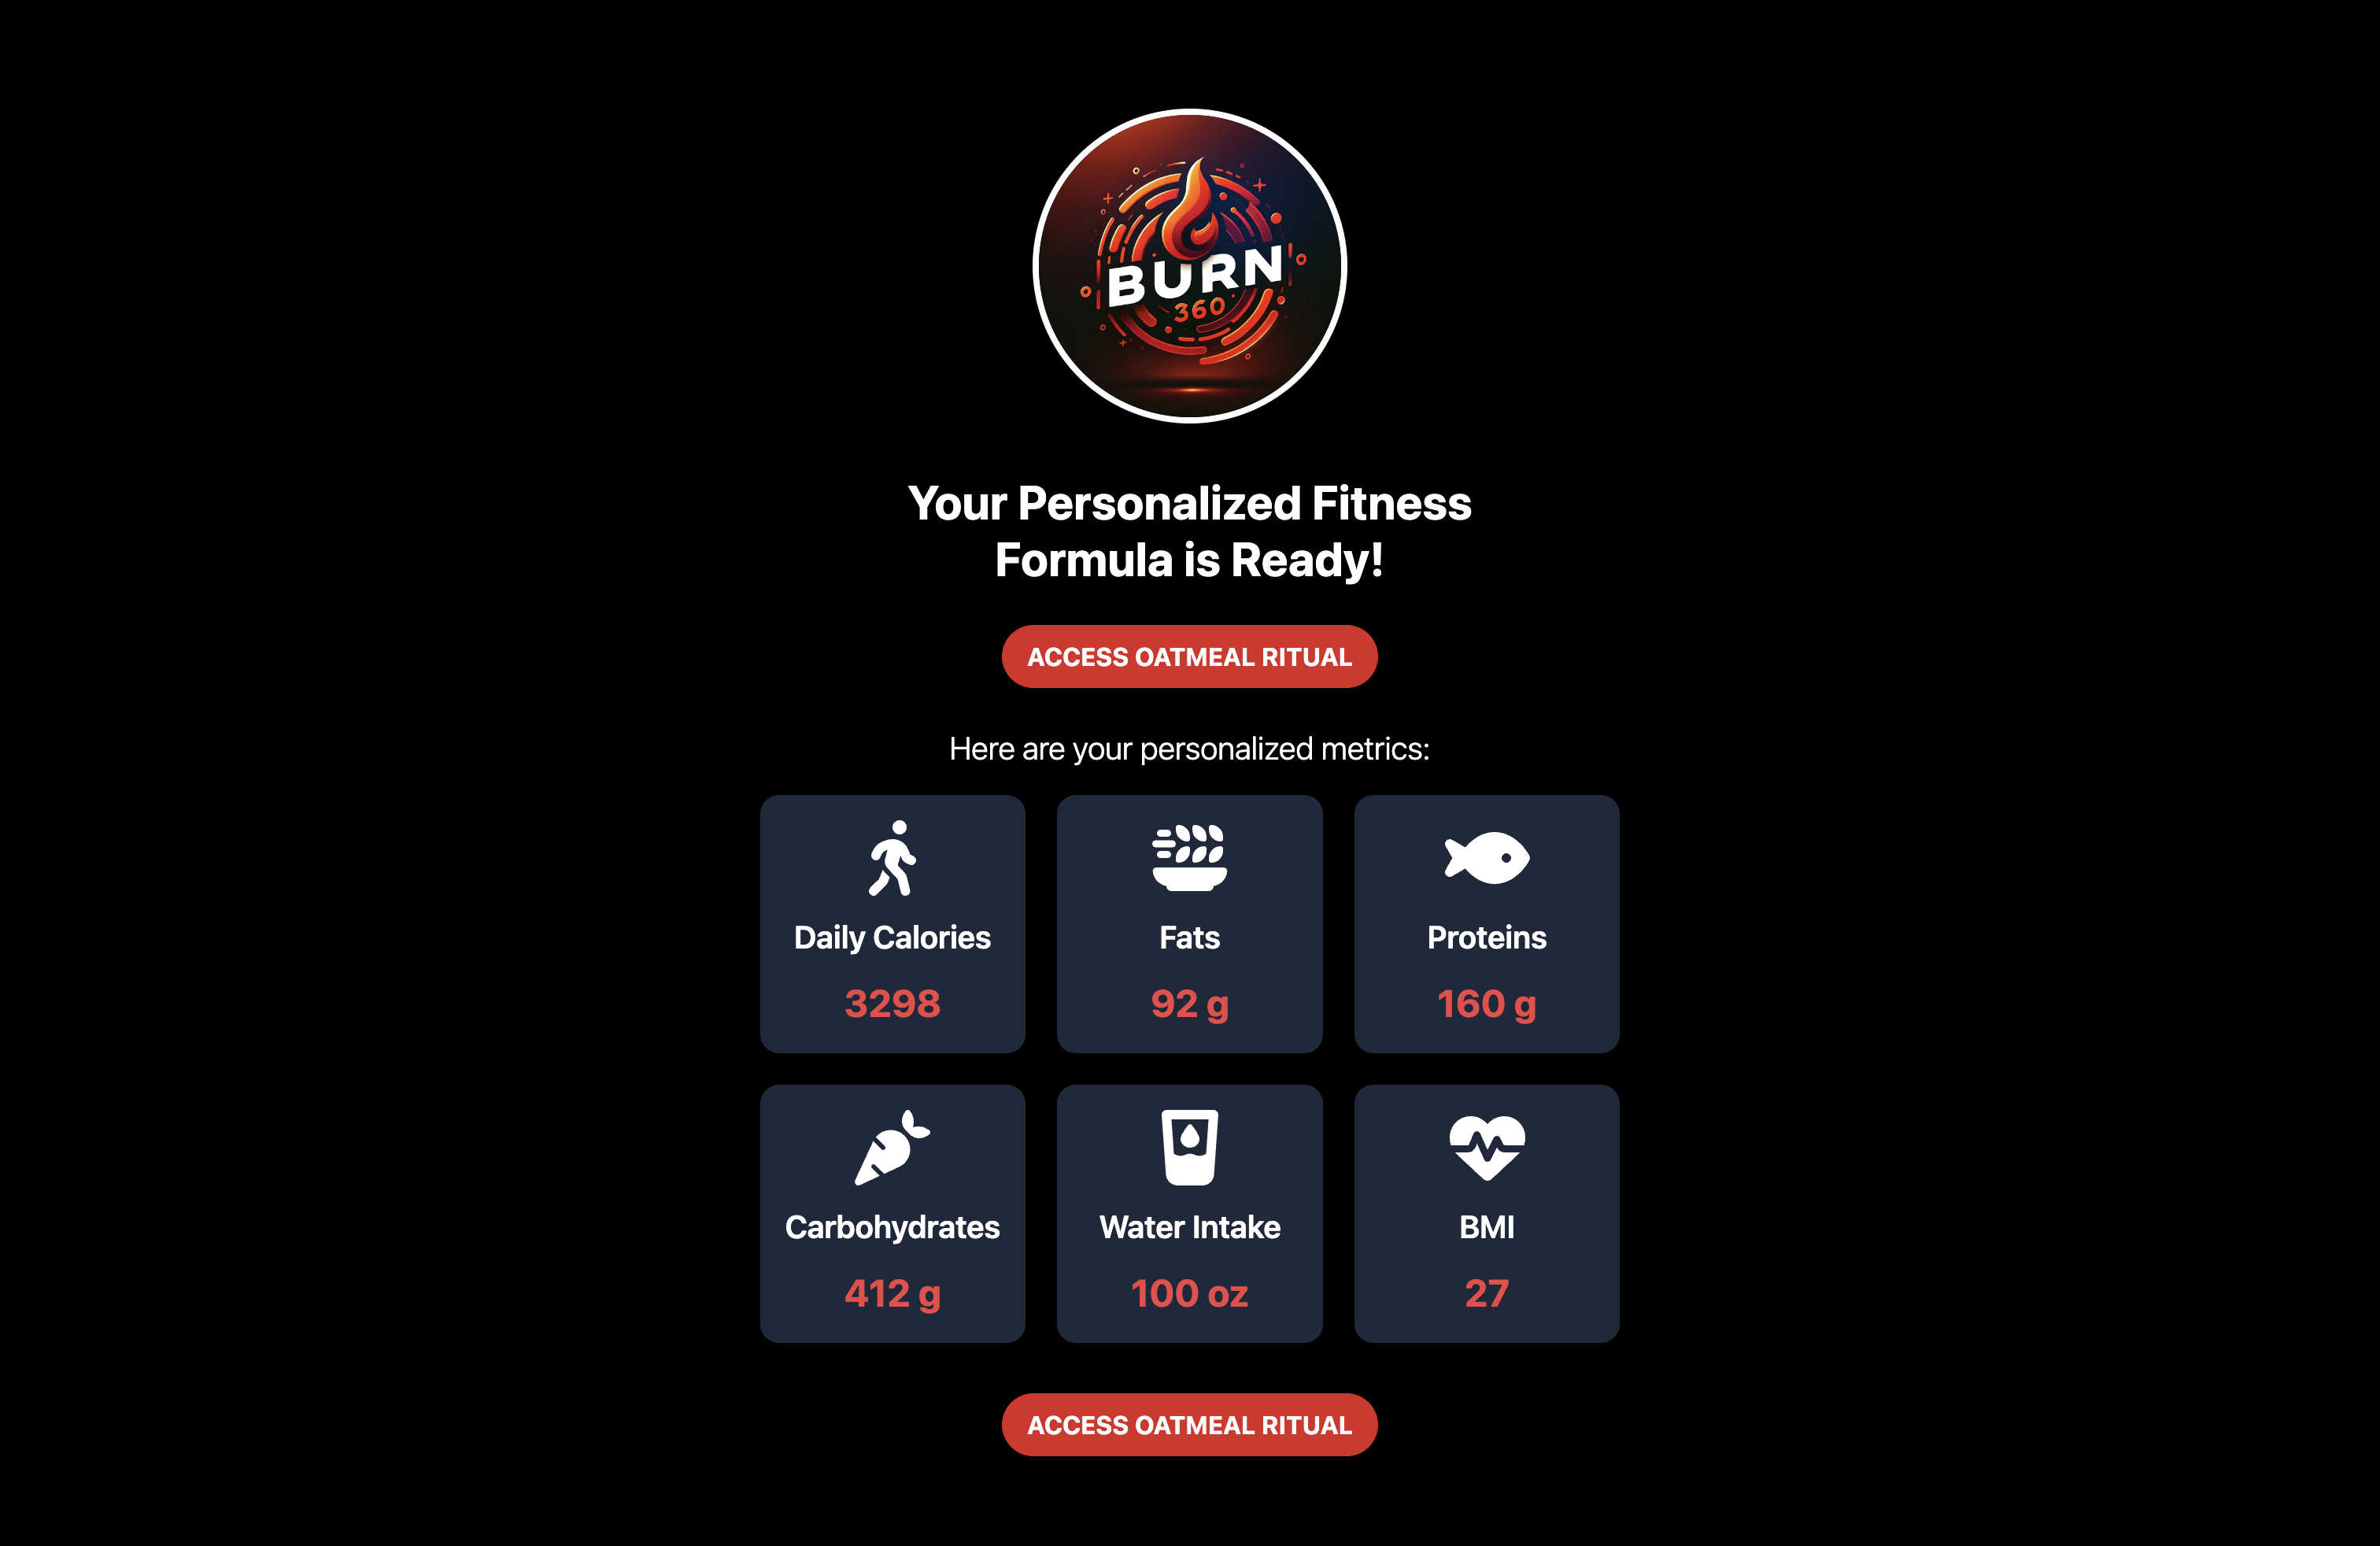 BURN
360
Your Personalized Fitness
Formula is Ready!
ACCESS OATMEAL RITUAL
Here are your personalized metrics:
Daily Calories
3298
Fats
92 g
Proteins
160 g
Carbohydrates
412 g
Water Intake
100 oz
BMI
27
ACCESS OATMEAL RITUAL